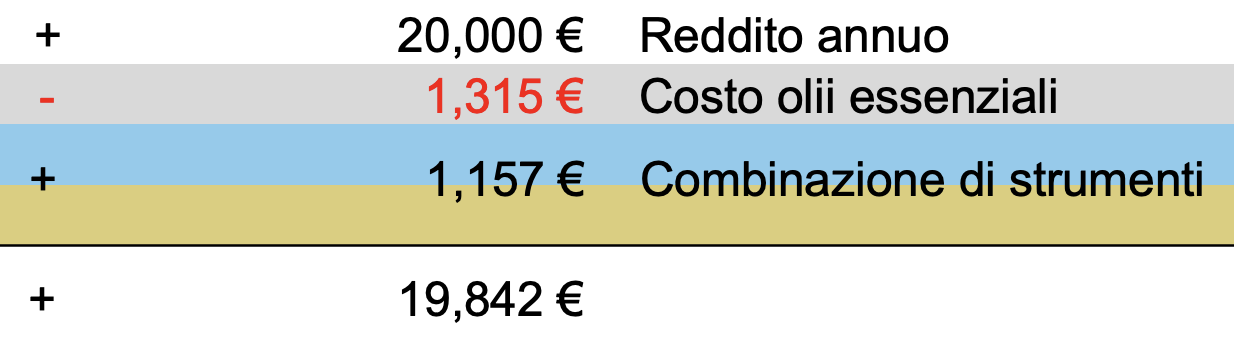 + 20,000 € Reddito annuo
- 1,315 € Costo olii essenziali
+ 1,157 € Combinazione di strumenti
+ 19,842 €